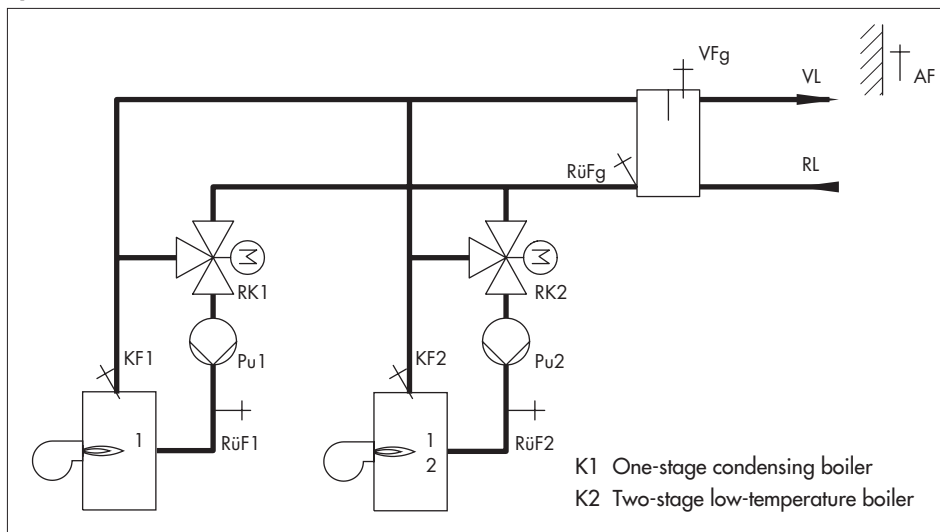 VFg
VL
AF
RüFg
RL
M
RK1
M
RK2
KF1
Pu1
KF2
Pu2
1
RüF1
1
2
RüF2
K1 One-stage condensing boiler
K2 Two-stage low-temperature boiler